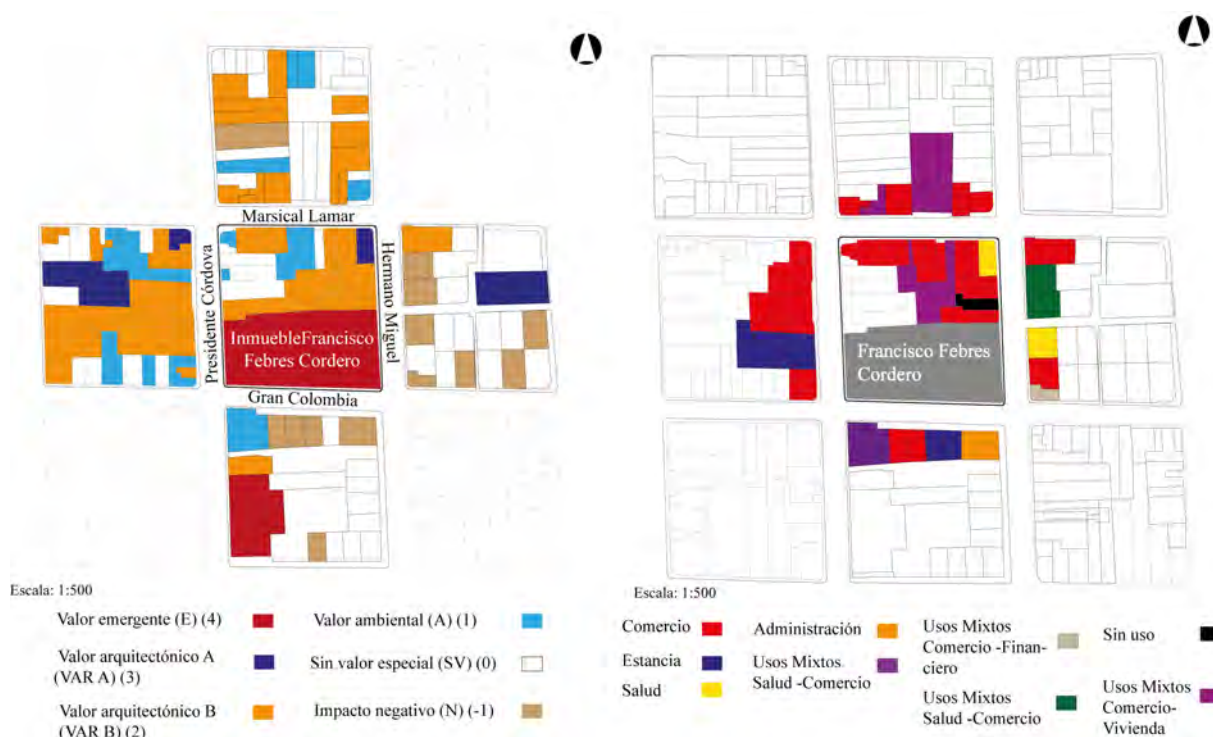 Marsical Lamar
Presidente Córdova
Hermano Miguel
InmuebleFrancisco
Febres Cordero
Gran Colombia
Escala: 1:500
Valor emergente (E) (4)
Valor ambiental (A) (1)
Valor arquitectónico A
(VAR A) (3)
Sin valor especial (SV) (0)
Valor arquitectónico B
(VAR B) (2)
Impacto negativo (N) (-1)
Francisco Febres
Cordero
Escala: 1:500
Comercio
Estancia
Salud
Administración
Usos Mixtos
Salud -Comercio
Usos Mixtos
Comercio -Finan-
ciero
Usos Mixtos
Salud -Comercio
Sin uso
Usos Mixtos
Comercio-
Vivienda